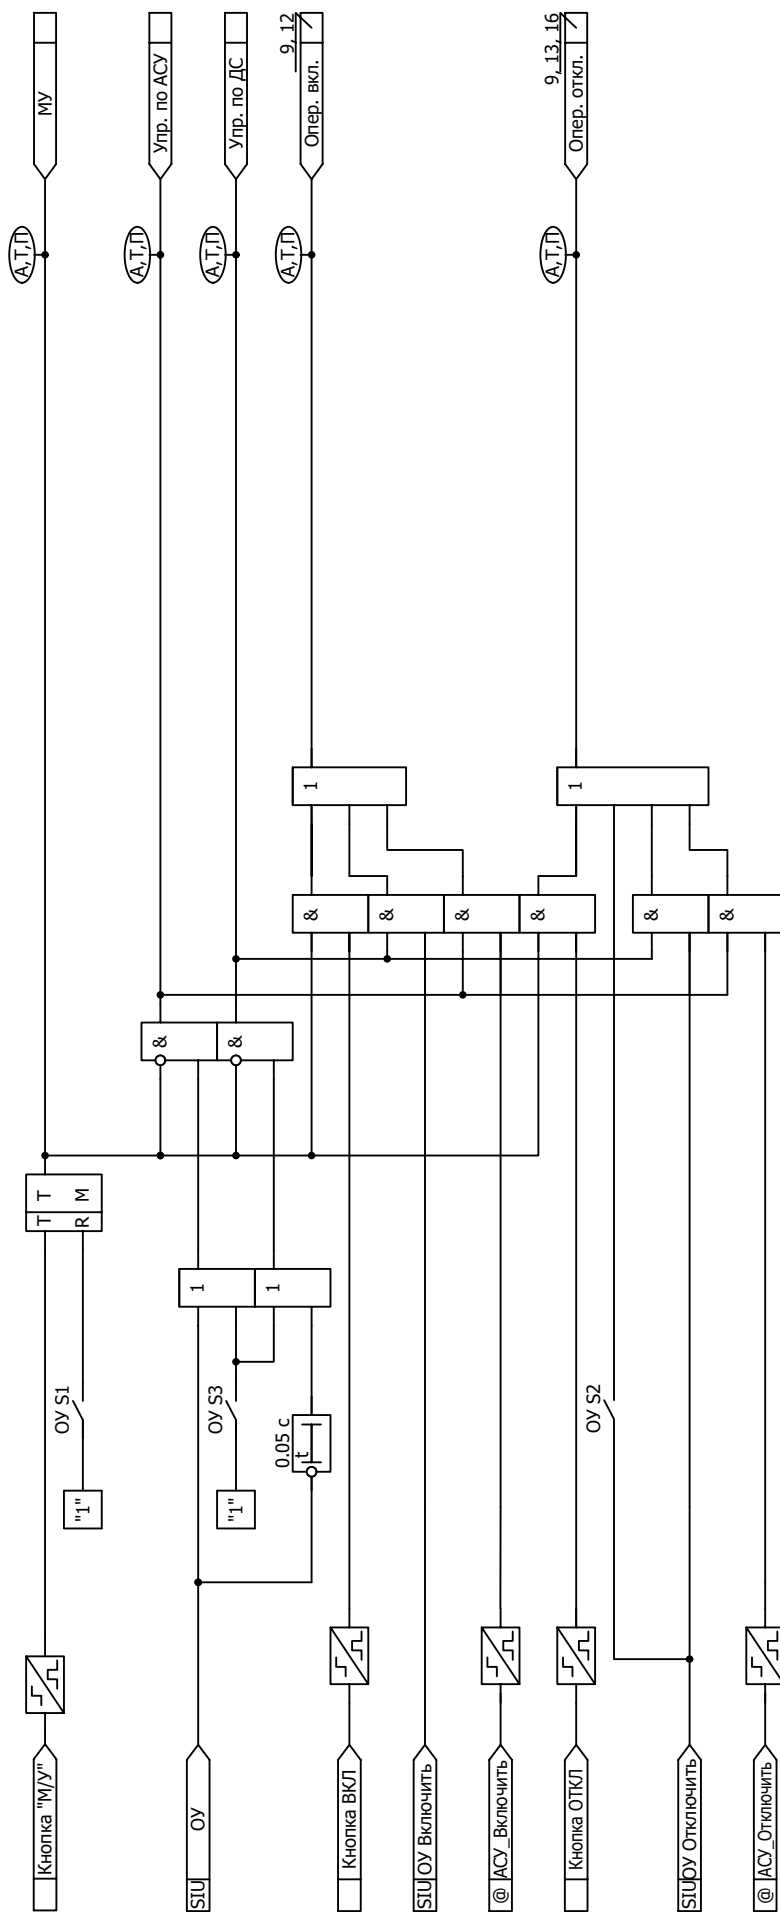 Кнопка "М/У"
"1"
ОУ S1
T T
R M
МУ
А,Т,П
SIU ОУ
"1"
ОУ S3
0.05 с
t
1
1
&
&
Упр. по АСУ
А,Т,П
Упр. по ДС
А,Т,П
Кнопка ВКЛ
SIU ОУ Включить
@ АСУ_Включить
&
&
&
&
1
Опер. вкл.
9, 12
А,Т,П
Кнопка ОТКЛ
ОУ S2
SIU ОУ Отключить
@ АСУ_Отключить
&
&
1
Опер. откл.
9, 13, 16
А,Т,П